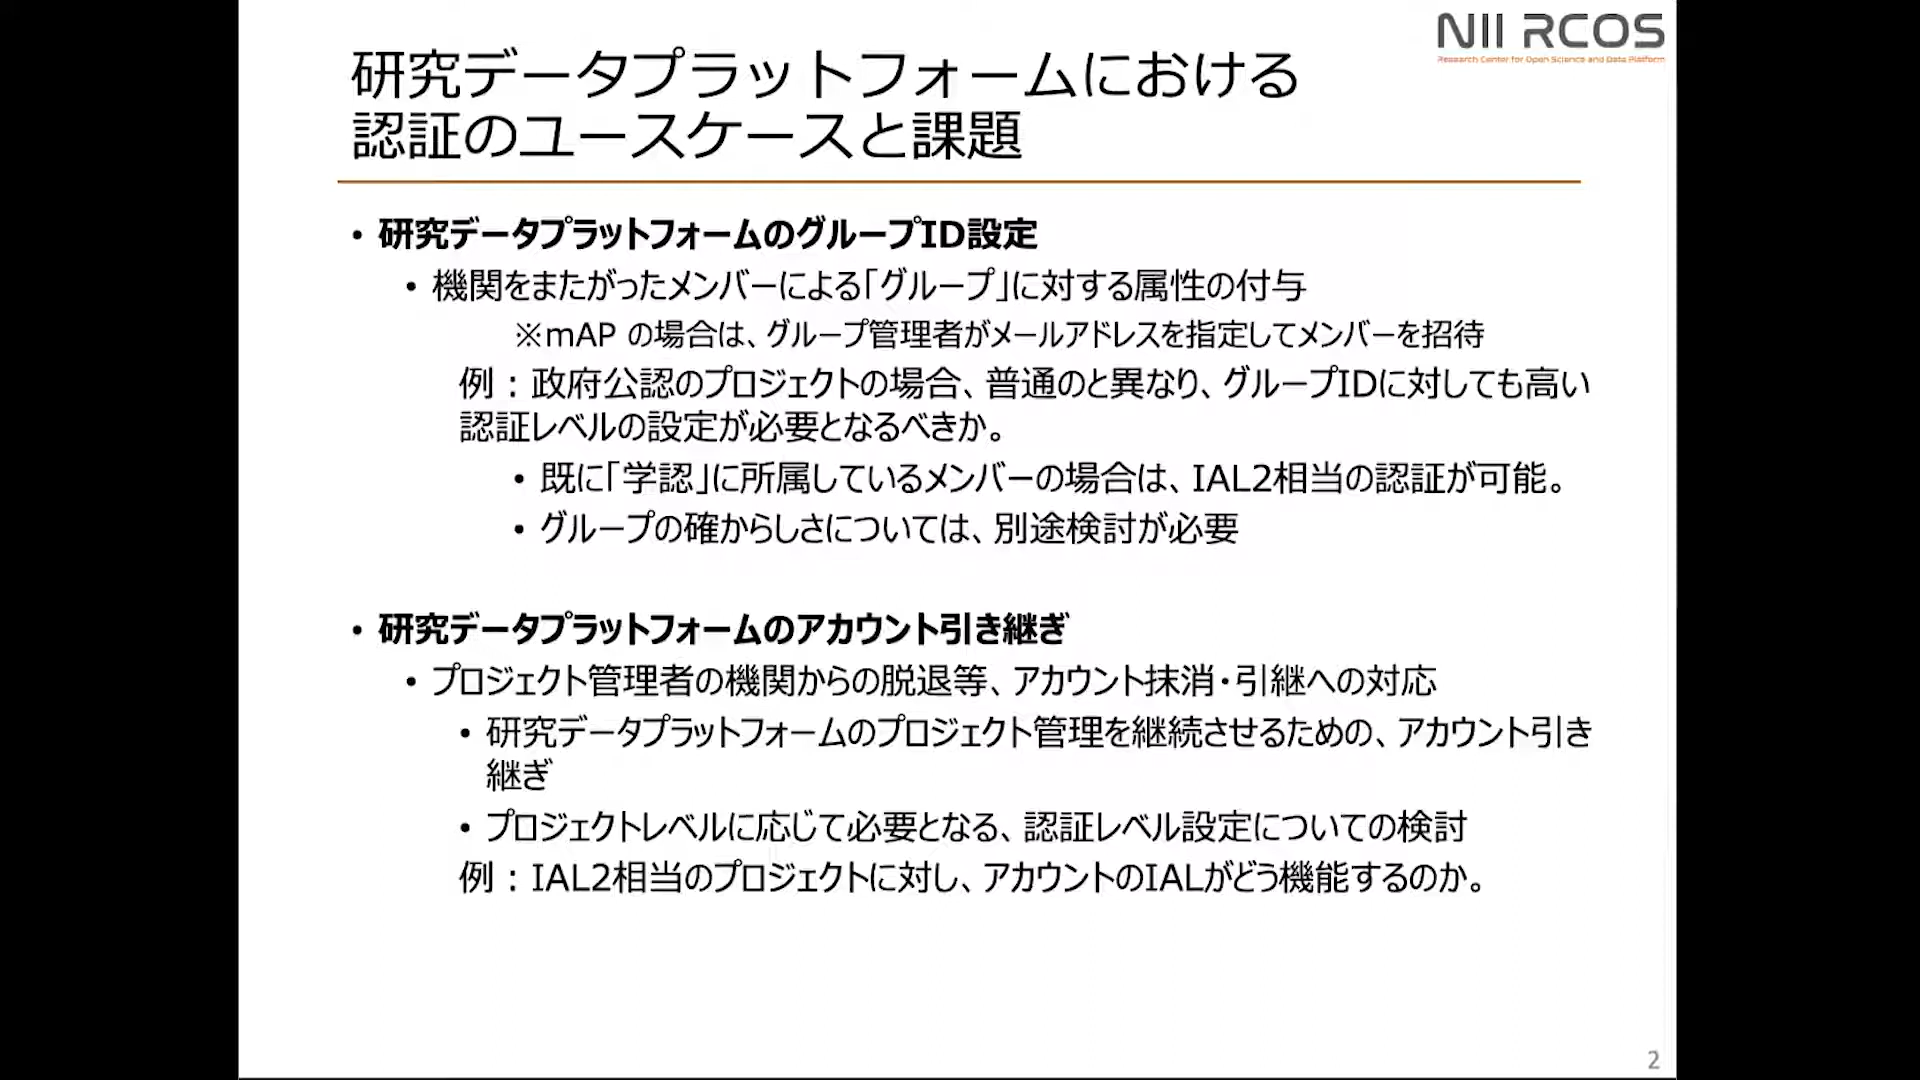 NII RCOS
Research Center for Open Science and Data Platform
研究データプラットフォームにおける
認証のユースケースと課題
• 研究データプラットフォームのグループID設定
• 機関をまたがったメンバーによる「グループ」に対する属性の付与
※mAP の場合は、グループ管理者がメールアドレスを指定してメンバーを招待
例：政府公認のプロジェクトの場合、普通のと異なり、グループIDに対しても高い
認証レベルの設定が必要となるべきか。
• 既に「学認」に所属しているメンバーの場合は、IAL2相当の認証が可能。
• グループの確からしさについては、別途検討が必要
• 研究データプラットフォームのアカウント引き継ぎ
• プロジェクト管理者の機関からの脱退等、アカウント抹消・引継への対応
• 研究データプラットフォームのプロジェクト管理を継続させるための、アカウント引き
継ぎ
• プロジェクトレベルに応じて必要となる、認証レベル設定についての検討
例：IAL2相当のプロジェクトに対し、アカウントのIALがどう機能するのか。
2